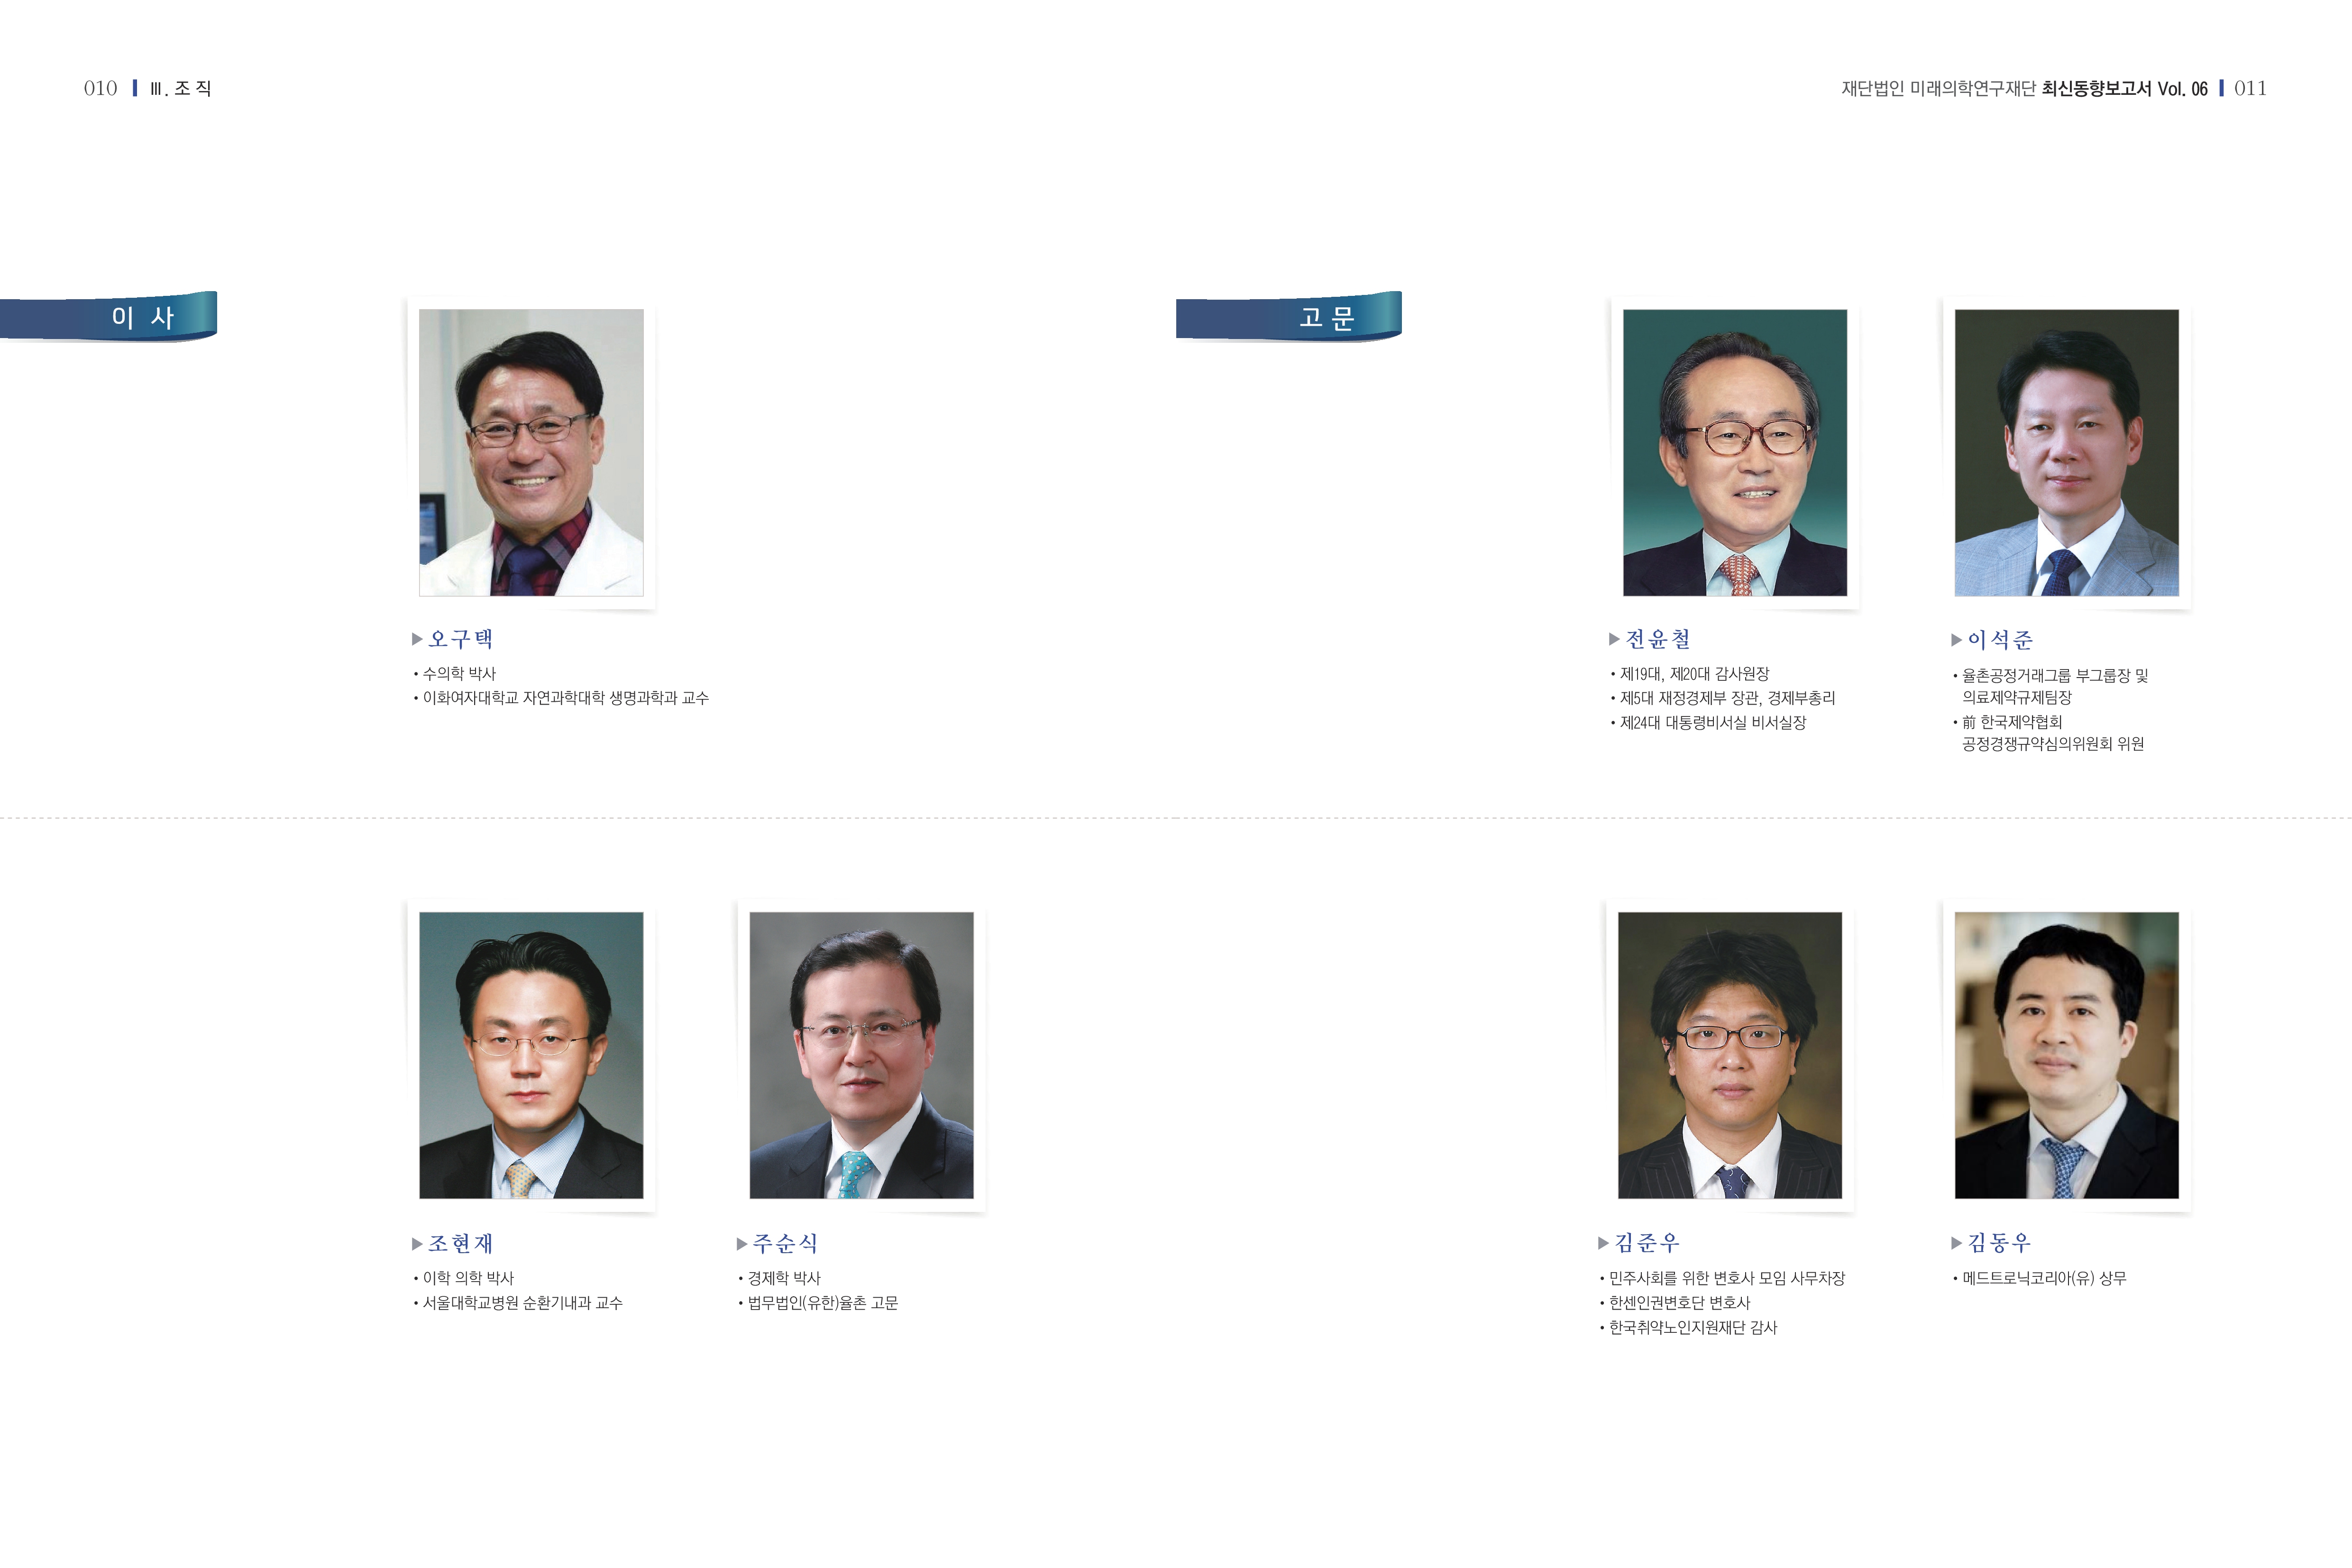 010 Ⅲ. 조 직
이 사
▶오구택
• 수의학 박사
• 이화여자대학교 자연과학대학 생명과학과 교수
▶조현재
• 이학 의학 박사
• 서울대학교병원 순환기내과 교수
▶주순식
• 경제학 박사
• 법무법인(유한)율촌 고문
재단법인 미래의학연구재단 최신동향보고서 Vol. 06 011
고 문
▶전윤철
• 제19대, 제20대 감사원장
• 제5대 재정경제부 장관, 경제부총리
• 제24대 대통령비서실 비서실장
▶이석준
• 율촌공정거래그룹 부그룹장 및
의료제약규제팀장
• 前 한국제약협회
공정경쟁규약심의위원회 위원
▶김준우
• 민주사회를 위한 변호사 모임 사무차장
• 한센인권변호단 변호사
• 한국취약노인지원재단 감사
▶김동우
• 메드트로닉코리아(유) 상무